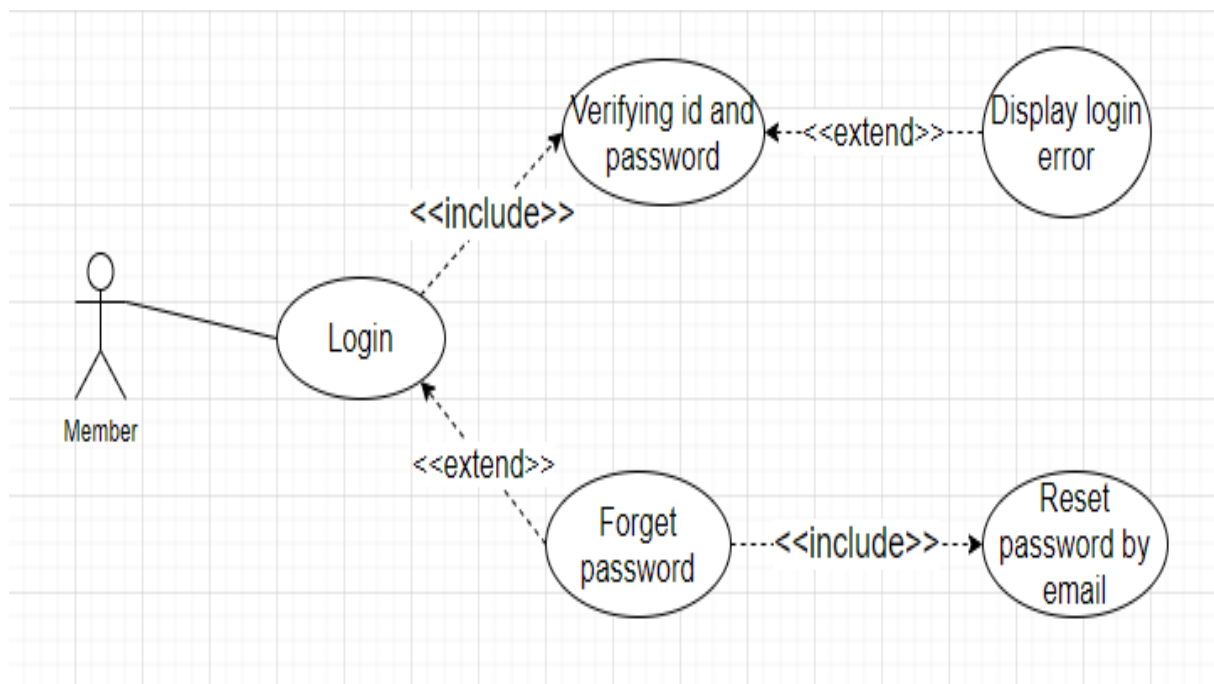 Verifying id and
password
<<extend>>
Display login
error
<<include>>
Login
Member
<<extend>>
Forget
password
<<include>>
Reset
password by
email